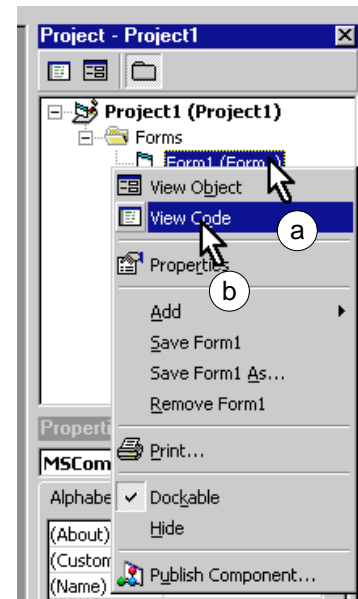 Project - Project1
Project1 (Project1)
Forms
Form1 (Form1)
View Object
View Code
a
Properties
b
Add
Save Form1
Save Form1 As...
Remove Form1
Properti
Print...
MSCom
Alphabe
Dockable
(About)
Hide
(Custom
(Name)
Publish Component...